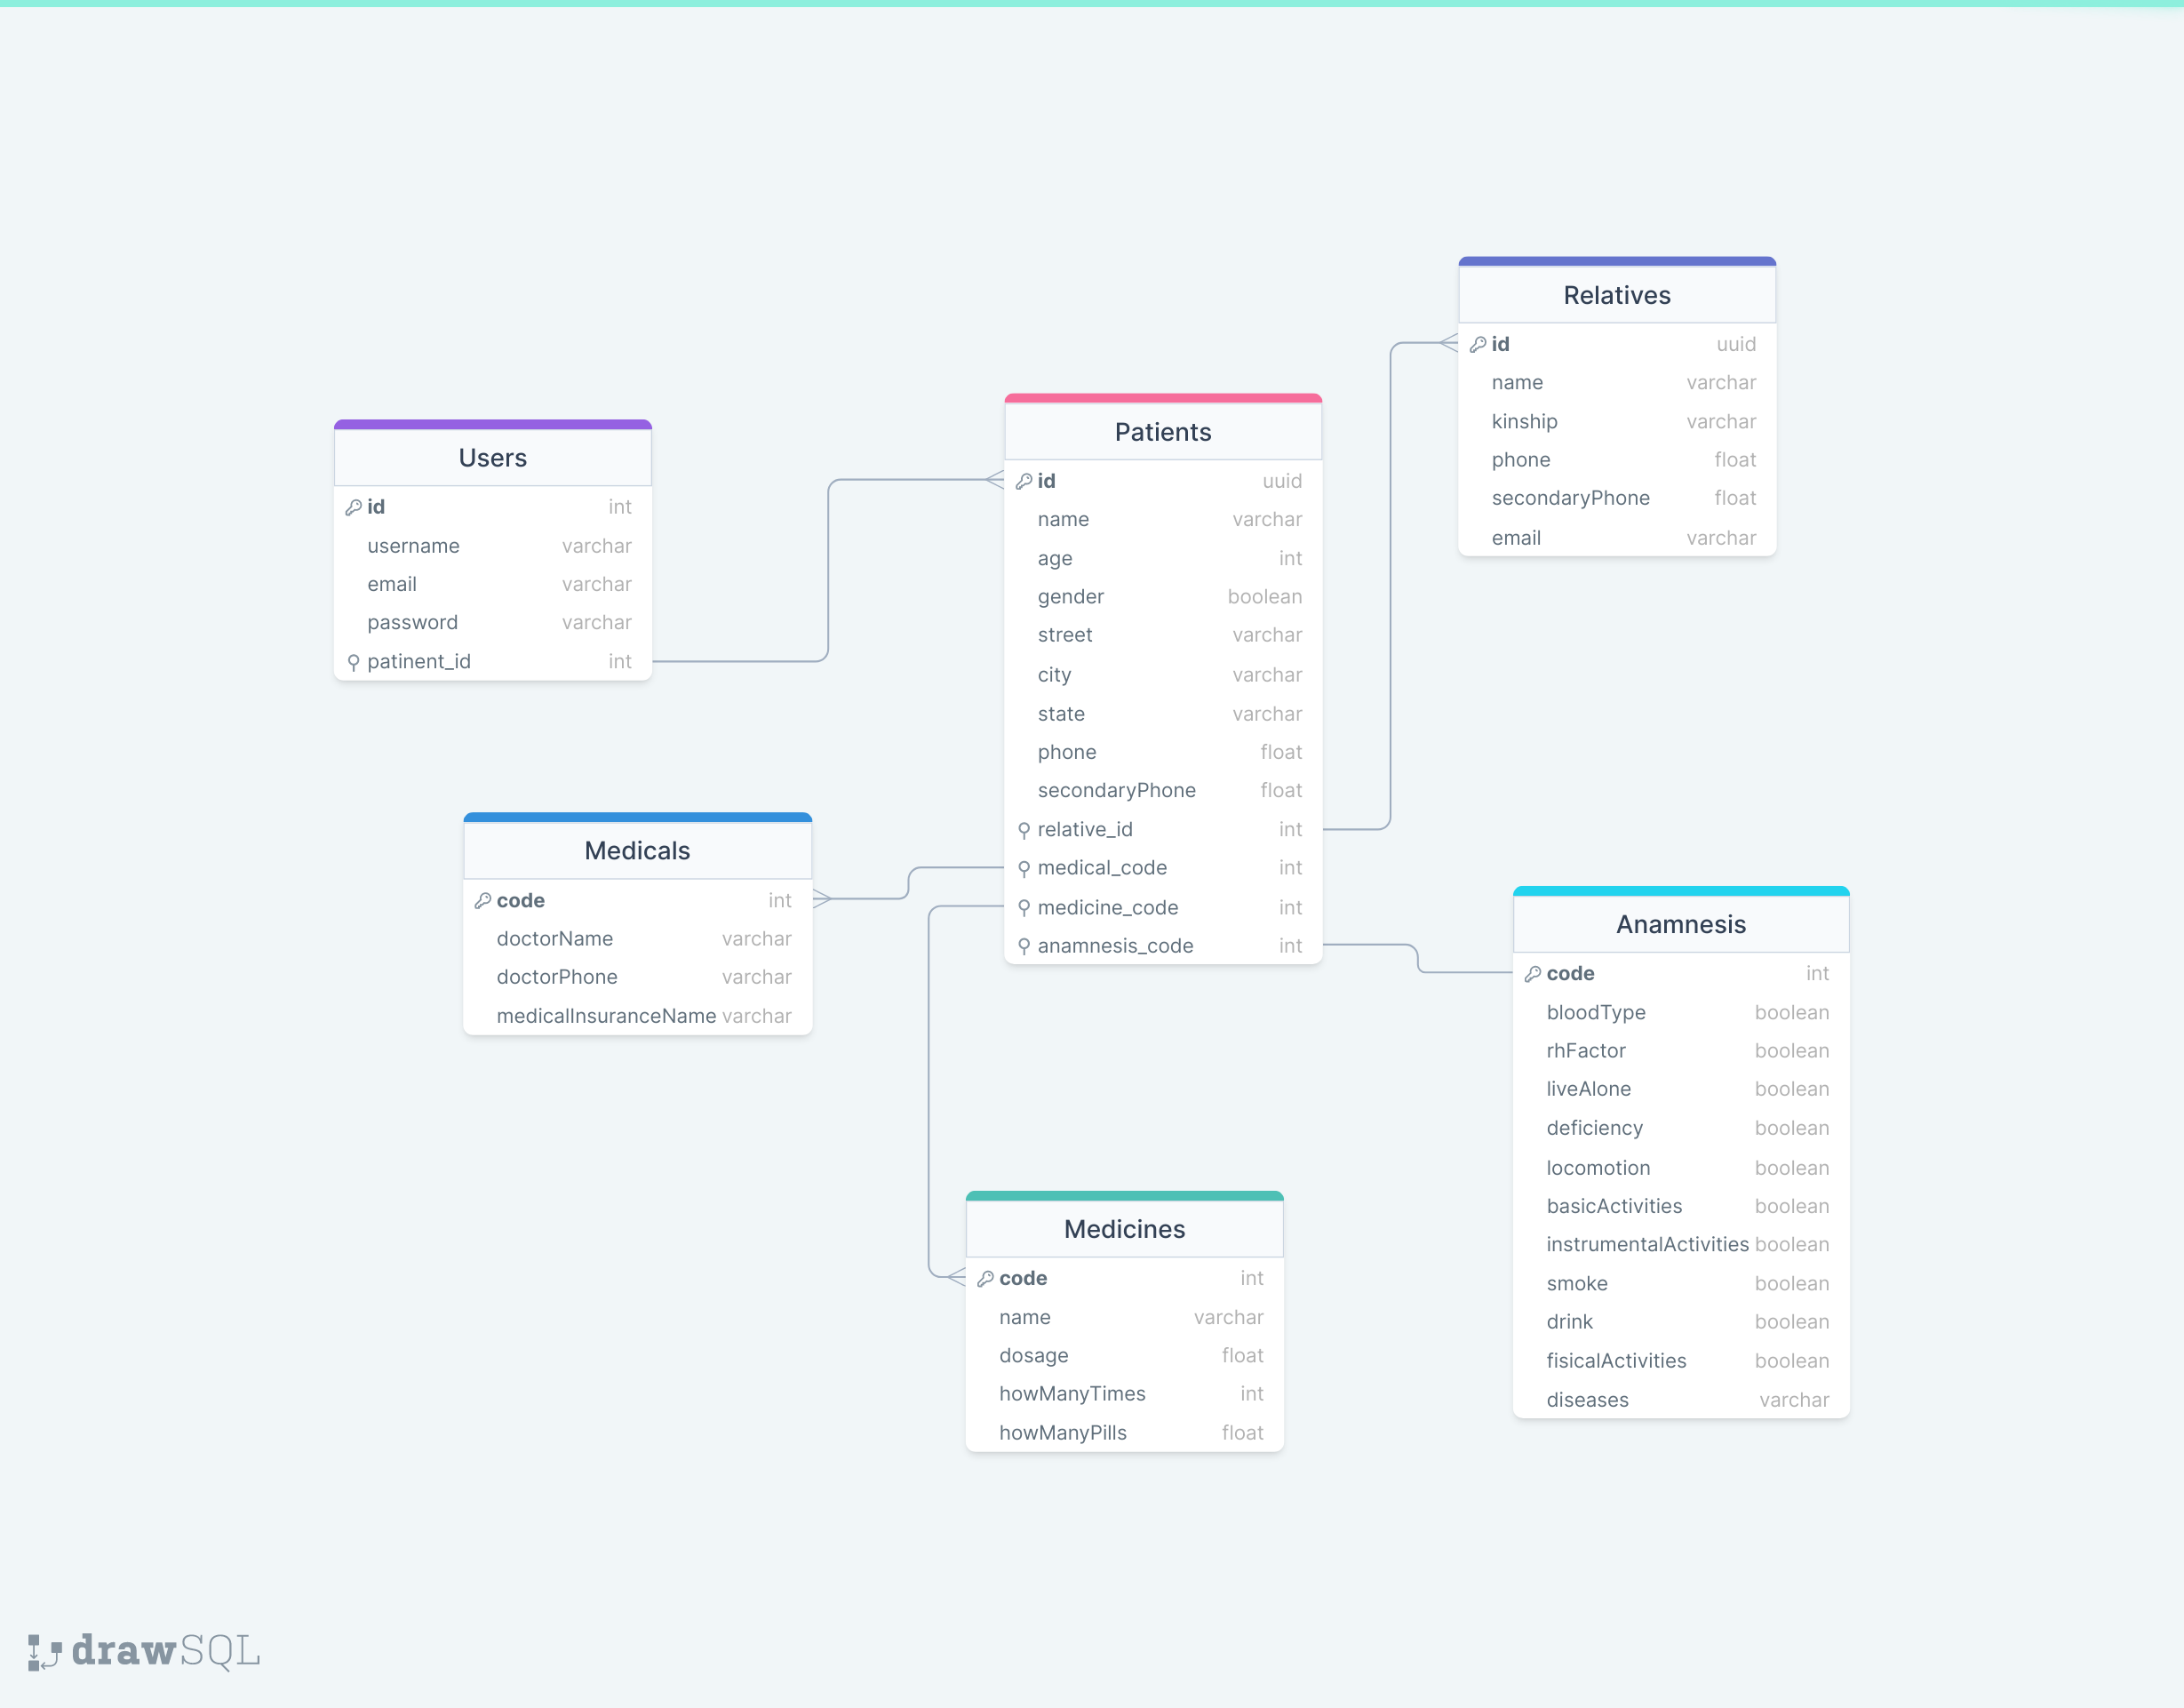 Relatives
id uuid
name varchar
kinship varchar
phone float
secondaryPhone float
email varchar
Patients
id uuid
name varchar
age int
gender boolean
street varchar
city varchar
state varchar
phone float
secondaryPhone float
relative_id int
medical_code int
medicine_code int
anamnesis_code int
Users
id int
username varchar
email varchar
password varchar
patinent_id int
Medicals
code int
doctorName varchar
doctorPhone varchar
medicalInsuranceName varchar
Anamnesis
code int
bloodType boolean
rhFactor boolean
liveAlone boolean
deficiency boolean
locomotion boolean
basicActivities boolean
instrumentalActivities boolean
smoke boolean
drink boolean
fisicalActivities boolean
diseases varchar
Medicines
code int
name varchar
dosage float
howManyTimes int
howManyPills float
drawSQL